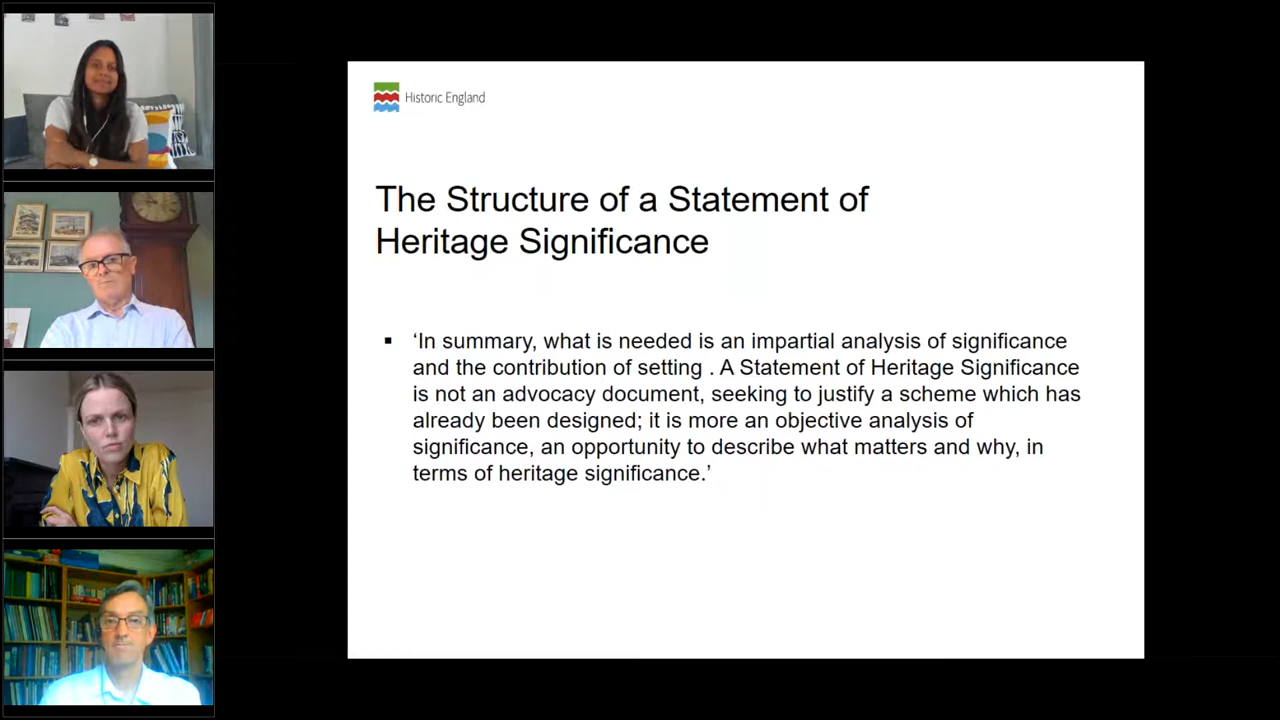 Historic England
The Structure of a Statement of
Heritage Significance
▪ ‘In summary, what is needed is an impartial analysis of significance
and the contribution of setting . A Statement of Heritage Significance
is not an advocacy document, seeking to justify a scheme which has
already been designed; it is more an objective analysis of
significance, an opportunity to describe what matters and why, in
terms of heritage significance.’